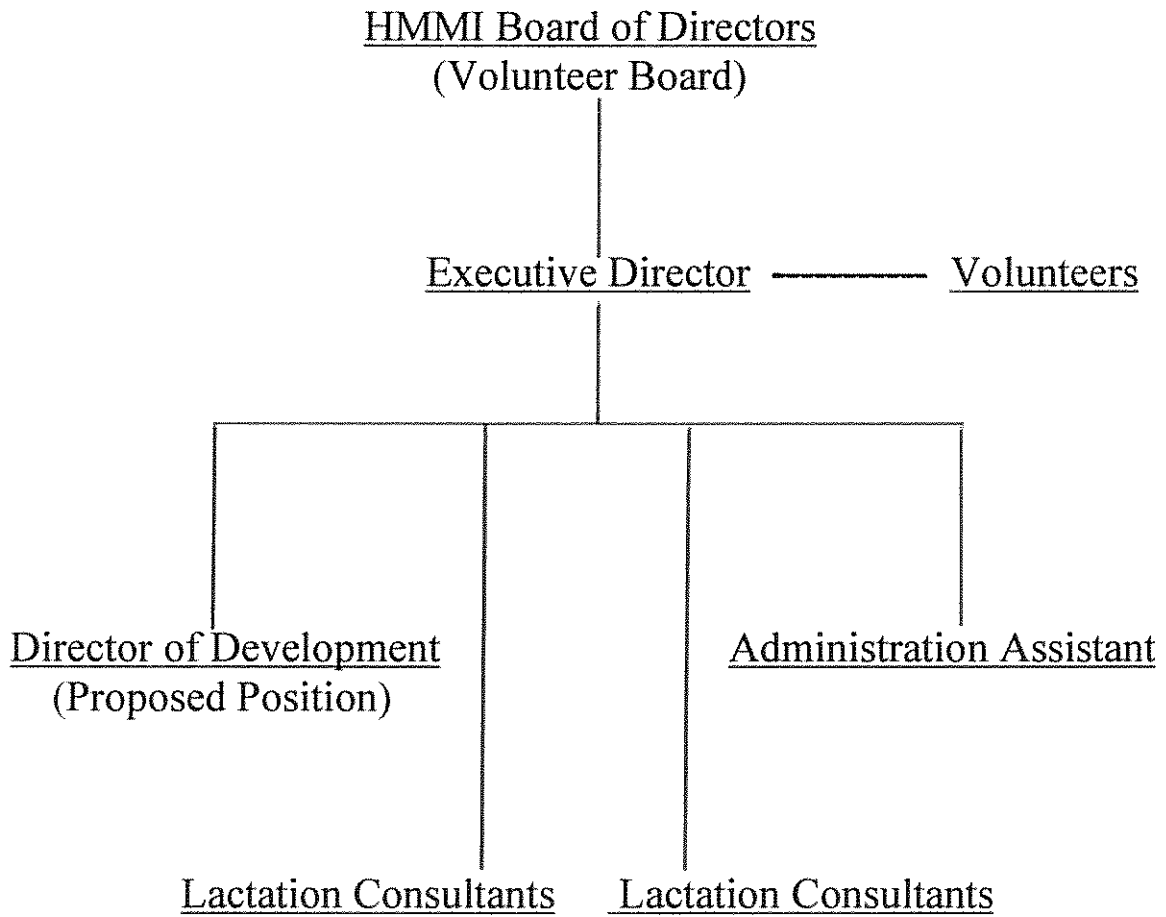 HMMI Board of Directors
(Volunteer Board)
Executive Director
Volunteers
Director of Development
(Proposed Position)
Administration Assistant
Lactation Consultants
Lactation Consultants